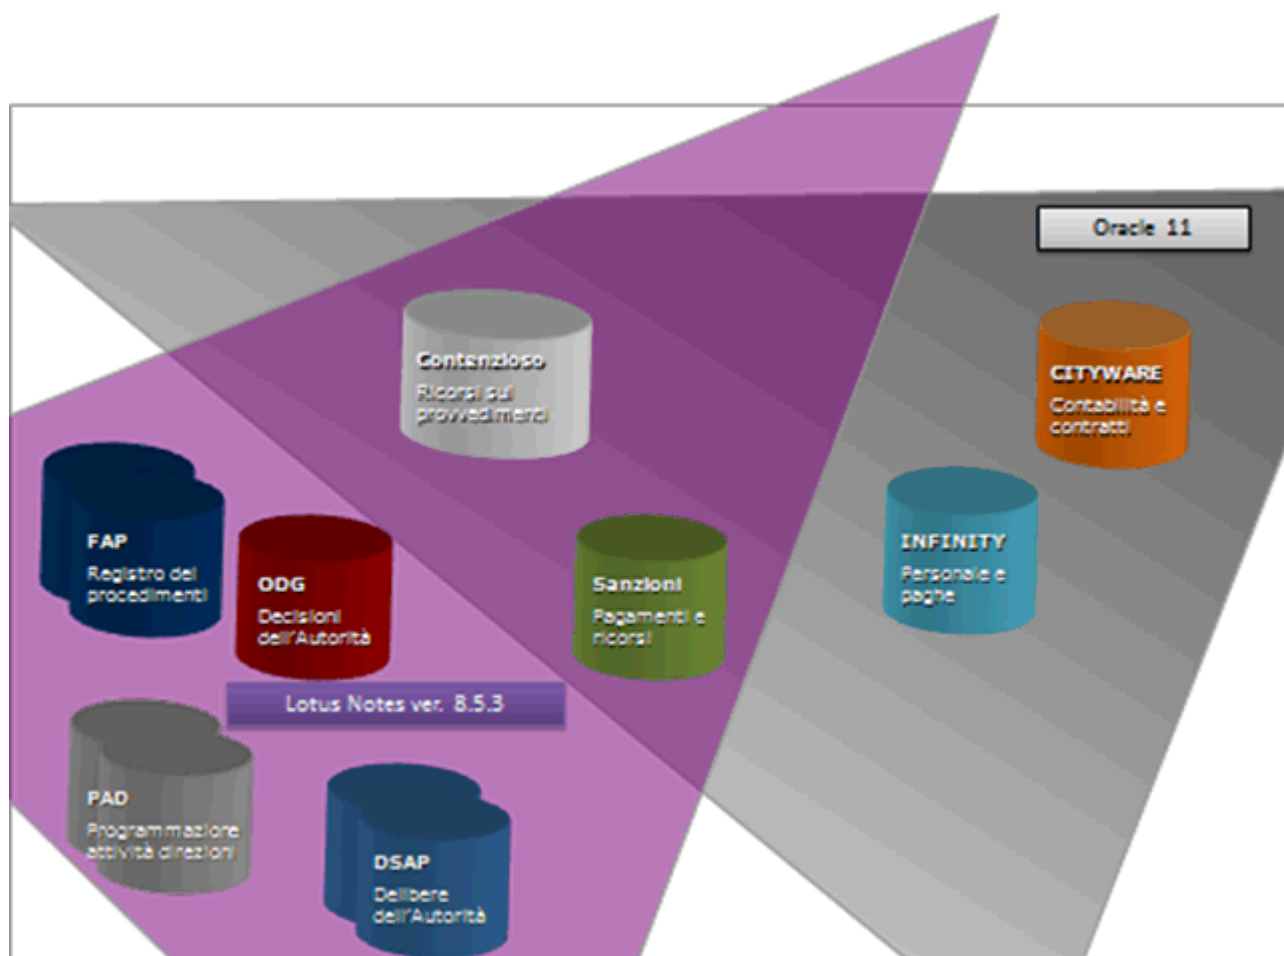 Oracle 11
Contenzioso
Ricorsi sui
provvedimenti
CITYWARE
Contabilità e
contratti
FAP
Registro dei
procedimenti
ODG
Decisioni
dell'Autorità
Sanzioni
Pagamenti e
ricorsi
INFINITY
Personale e
paghe
Lotus Notes ver. 8.5.3
PAD
Programmazione
attività direzioni
DSAP
Delibere
dell'Autorità